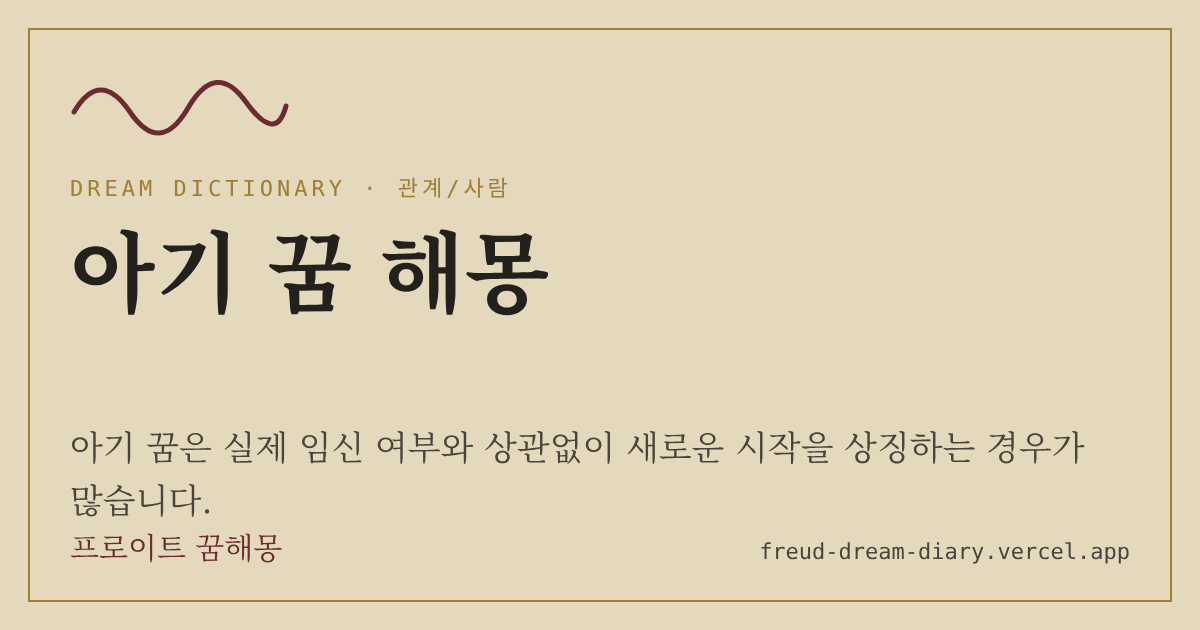 DREAM DICTIONARY · 관계/사람
아기 꿈 해몽
아기 꿈은 실제 임신 여부와 상관없이 새로운 시작을 상징하는 경우가
많습니다.
프로이트 꿈해몽
freud-dream-diary.vercel.app